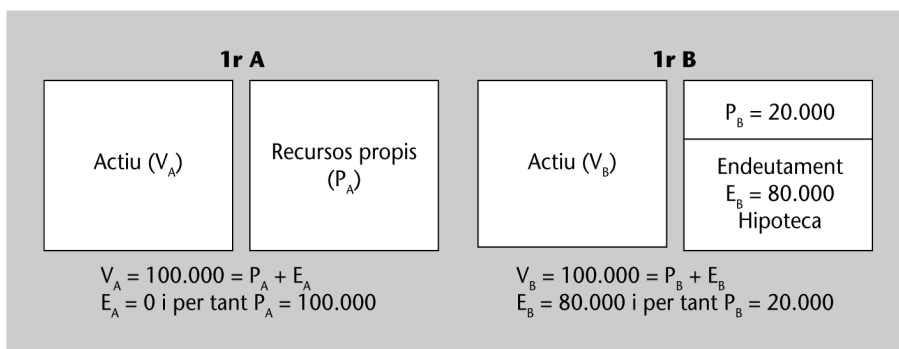 1r A
Actiu (V_A)
Recursos propis
(P_A)
V_A = 100.000 = P_A + E_A
E_A = 0 i per tant P_A = 100.000
1r B
Actiu (V_B)
P_B = 20.000
Endeutament
E_B = 80.000
Hipoteca
V_B = 100.000 = P_B + E_B
E_B = 80.000 i per tant P_B = 20.000